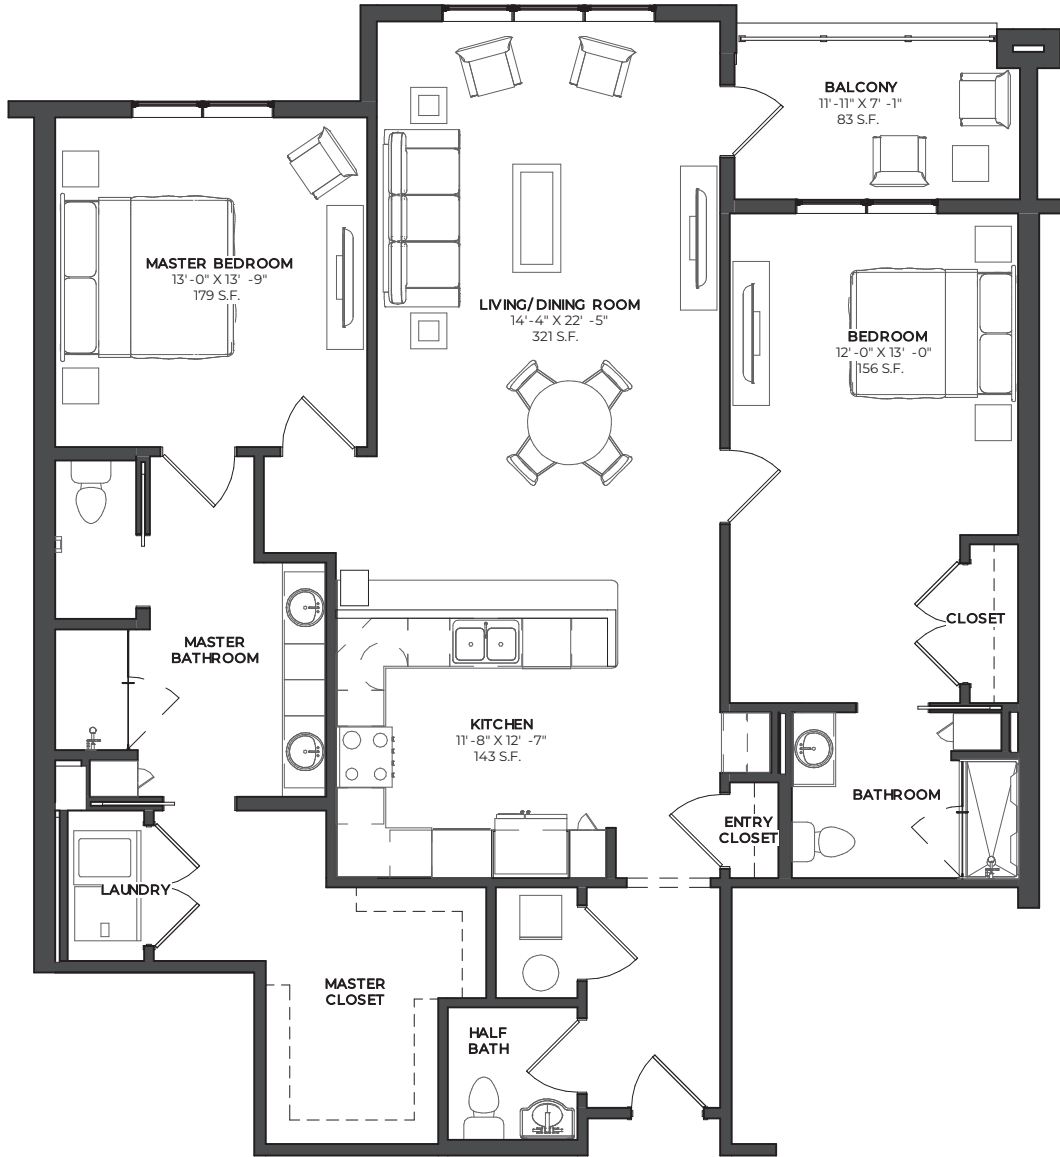 BALCONY
11'-11" X 7' -1"
83 S.F.
MASTER BEDROOM
13'-0" X 13' -9"
179 S.F.
LIVING/DINING ROOM
14'-4" X 22' -5"
321 S.F.
BEDROOM
12'-0" X 13' -0"
156 S.F.
CLOSET
MASTER
BATHROOM
KITCHEN
11'-8" X 12' -7"
143 S.F.
BATHROOM
ENTRY
CLOSET
LAUNDRY
MASTER
CLOSET
HALF
BATH